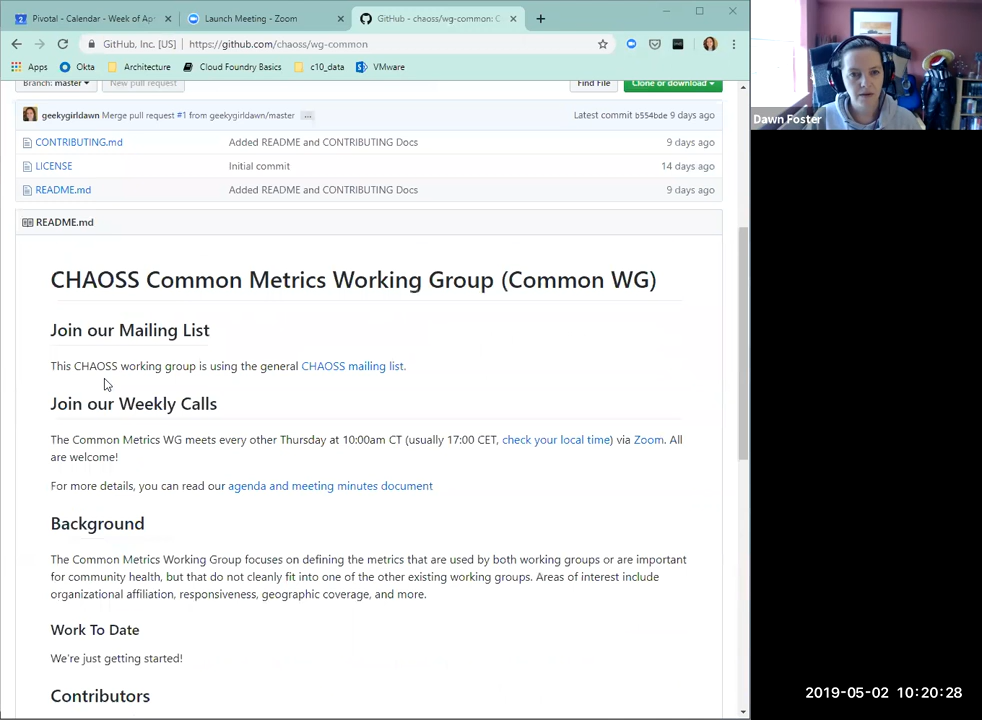 Pivotal - Calendar - Week of Ap
Launch Meeting - Zoom
GitHub - chaoss/wg-common: C
GitHub, Inc. [US]
https://github.com/chaoss/wg-common
Apps
Okta
Architecture
Cloud Foundry Basics
c10_data
VMware
Branch: master
New pull request
Find File
Clone or download
geekygirldawn Merge pull request #1 from geekygirldawn/master ...
Latest commit b554bde 9 days ago
CONTRIBUTING.md Added README and CONTRIBUTING Docs 9 days ago
LICENSE Initial commit 14 days ago
README.md Added README and CONTRIBUTING Docs 9 days ago
README.md
CHAOSS Common Metrics Working Group (Common WG)
Join our Mailing List
This CHAOSS working group is using the general CHAOSS mailing list.
Join our Weekly Calls
The Common Metrics WG meets every other Thursday at 10:00am CT (usually 17:00 CET, check your local time) via Zoom. All
are welcome!
For more details, you can read our agenda and meeting minutes document
Background
The Common Metrics Working Group focuses on defining the metrics that are used by both working groups or are important
for community health, but that do not cleanly fit into one of the other existing working groups. Areas of interest include
organizational affiliation, responsiveness, geographic coverage, and more.
Work To Date
We're just getting started!
Contributors
Dawn Foster
2019-05-02 10:20:28